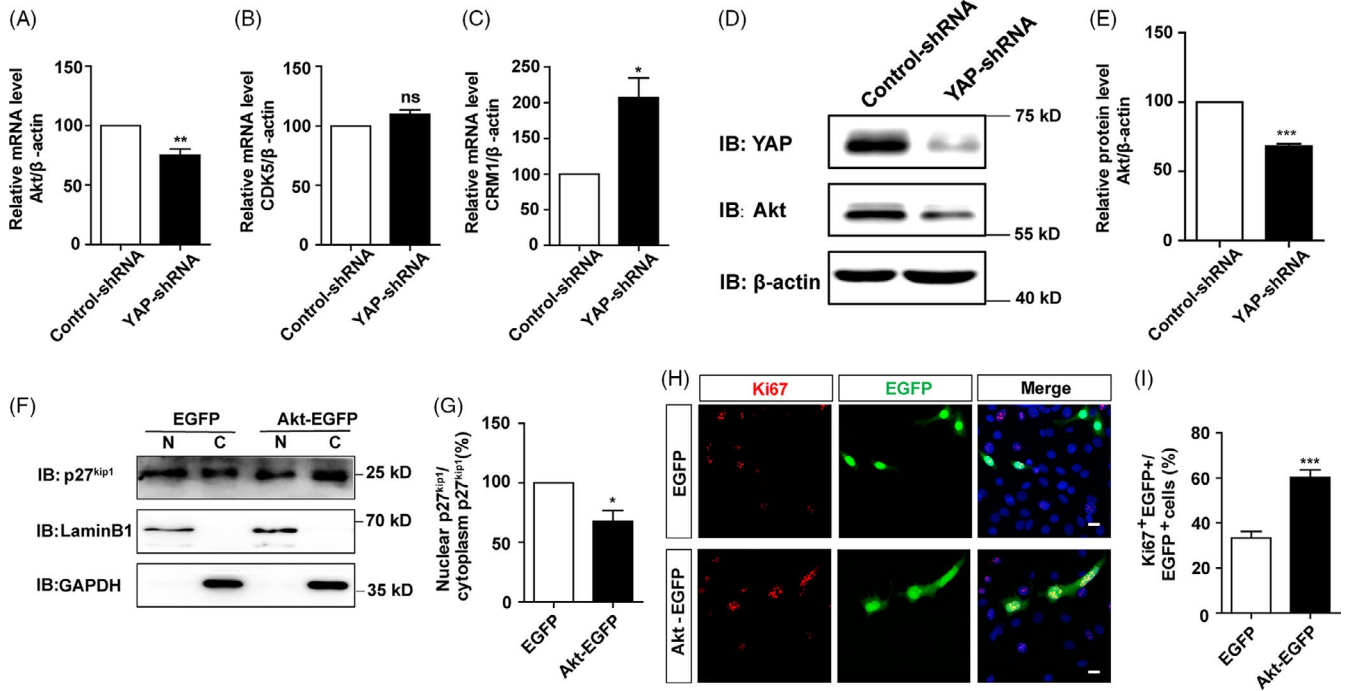 (A)
Relative mRNA level
Akt/β -actin
150
100
50
0
**
Control-shRNA
YAP-shRNA
(B)
Relative mRNA level
CDK5/β -actin
150
100
50
0
ns
Control-shRNA
YAP-shRNA
(C)
Relative mRNA level
CRM1/β -actin
250
200
150
100
50
0
*
Control-shRNA
YAP-shRNA
(D)
Control-shRNA
YAP-shRNA
75 kD
IB: YAP
IB: Akt
55 kD
IB: β-actin
40 kD
(E)
Relative protein level
Akt/β-actin
150
100
50
0
***
Control-shRNA
YAP-shRNA
(F)
EGFP
Akt-EGFP
N C N C
IB: p27kip1
25 kD
70 kD
IB:LaminB1
IB:GAPDH
35 kD
(G)
Nuclear p27kip1/
cytoplasm p27kip1(%)
150
100
50
0
*
EGFP
Akt-EGFP
(H)
Ki67
EGFP
Merge
EGFP
Akt - EGFP
(I)
Ki67+EGFP+/
EGFP+cells (%)
80
60
40
20
0
***
EGFP
Akt-EGFP